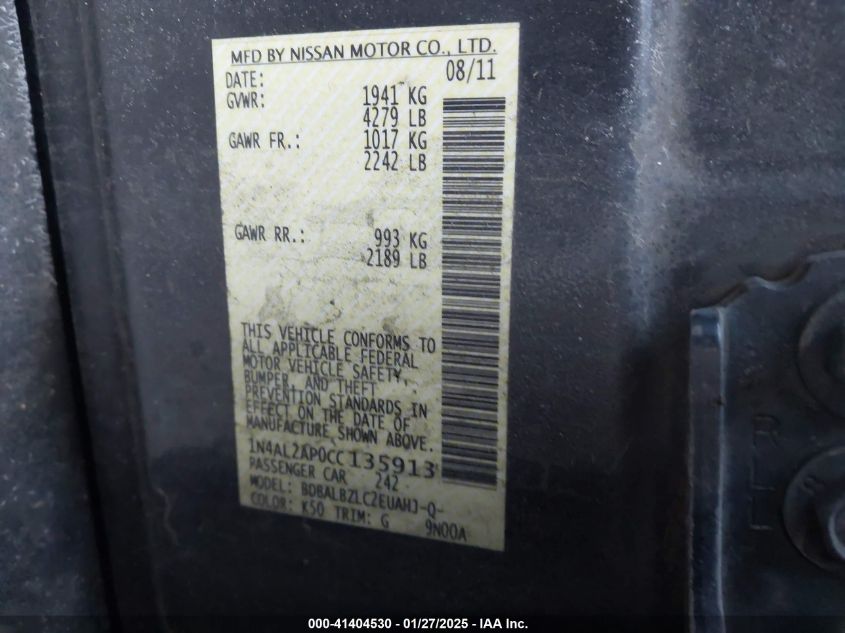 MFD BY NISSAN MOTOR CO., LTD.
DATE: 08/11
GVWR: 1941 KG
4279 LB
GAWR FR.: 1017 KG
2242 LB
GAWR RR.: 993 KG
2189 LB
THIS VEHICLE CONFORMS TO
ALL APPLICABLE FEDERAL
MOTOR VEHICLE SAFETY,
BUMPER, AND THEFT
PREVENTION STANDARDS IN
EFFECT ON THE DATE OF
MANUFACTURE SHOWN ABOVE.
1N4AL2AP0CC135913
PASSENGER CAR 242
MODEL: BDBALBZLC2EUAHJ-Q-
COLOR: K50 TRIM: G 9N00A
RLL
000-41404530 - 01/27/2025 - IAA Inc.